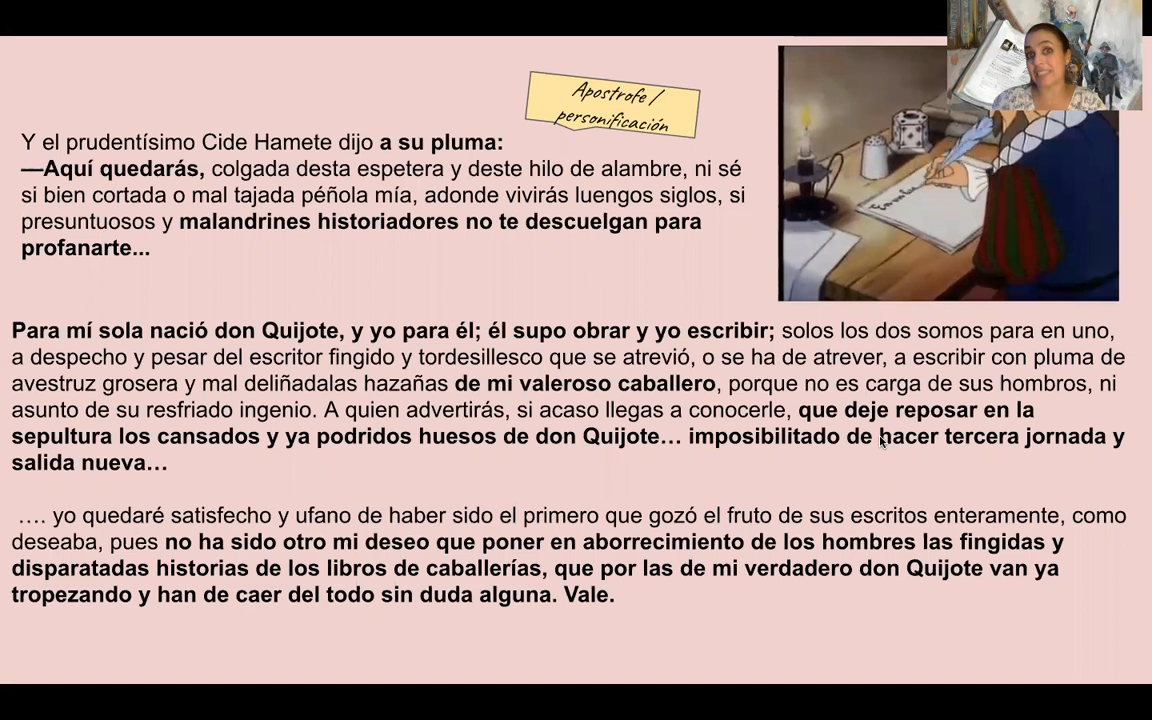 Apostrofe /
personificación
Y el prudentísimo Cide Hamete dijo a su pluma:
—Aquí quedarás, colgada desta espetera y deste hilo de alambre, ni sé
si bien cortada o mal tajada péñola mía, adonde vivirás luengos siglos, si
presuntuosos y malandrines historiadores no te descuelgan para
profanarte...
Para mí sola nació don Quijote, y yo para él; él supo obrar y yo escribir; solos los dos somos para en uno,
a despecho y pesar del escritor fingido y tordesillesco que se atrevió, o se ha de atrever, a escribir con pluma de
avestruz grosera y mal deliñadalas hazañas de mi valeroso caballero, porque no es carga de sus hombros, ni
asunto de su resfriado ingenio. A quien advertirás, si acaso llegas a conocerle, que deje reposar en la
sepultura los cansados y ya podridos huesos de don Quijote… imposibilitado de hacer tercera jornada y
salida nueva…
…. yo quedaré satisfecho y ufano de haber sido el primero que gozó el fruto de sus escritos enteramente, como
deseaba, pues no ha sido otro mi deseo que poner en aborrecimiento de los hombres las fingidas y
disparatadas historias de los libros de caballerías, que por las de mi verdadero don Quijote van ya
tropezando y han de caer del todo sin duda alguna. Vale.